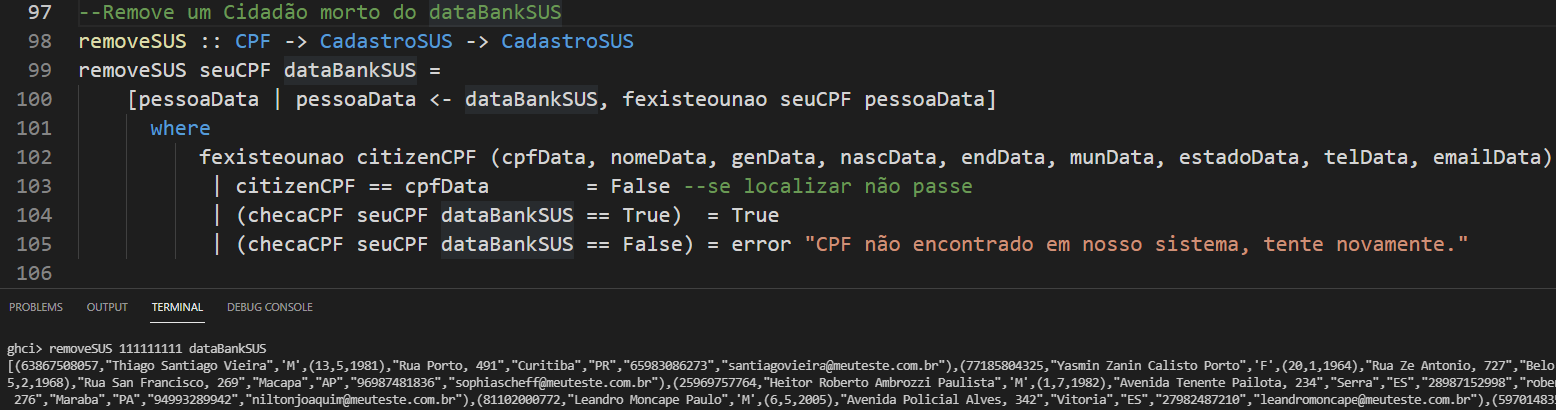 97 --Remove um Cidadão morto do dataBankSUS
98 removeSUS :: CPF -> CadastroSUS -> CadastroSUS
99 removeSUS seuCPF dataBankSUS =
100 [pessoaData | pessoaData <- dataBankSUS, fexisteounao seuCPF pessoaData]
101 where
102 fexisteounao citizenCPF (cpfData, nomeData, genData, nascData, endData, munData, estadoData, telData, emailData)
103 | citizenCPF == cpfData = False --se localizar não passe
104 | (checaCPF seuCPF dataBankSUS == True) = True
105 | (checaCPF seuCPF dataBankSUS == False) = error "CPF não encontrado em nosso sistema, tente novamente."
106
PROBLEMS OUTPUT TERMINAL DEBUG CONSOLE
ghci> removeSUS 111111111 dataBankSUS
[(63867508057,"Thiago Santiago Vieira",'M',(13,5,1981),"Rua Porto, 491","Curitiba","PR","65983086273","santiagovieira@meuteste.com.br"),(77185804325,"Yasmin Zanin Calisto Porto",'F',(20,1,1964),"Rua Ze Antonio, 727","Belo
5,2,1968),"Rua San Francisco, 269","Macapa","AP","96987481836","sophiascheff@meuteste.com.br"),(25969757764,"Heitor Roberto Ambrozzi Paulista",'M',(1,7,1982),"Avenida Tenente Pailota, 234","Serra","ES","28987152998","rober
276","Maraba","PA","94993289942","niltonjoaquim@meuteste.com.br"),(81102000772,"Leandro Moncape Paulo",'M',(6,5,2005),"Avenida Policial Alves, 342","Vitoria","ES","27982487210","leandromoncape@meuteste.com.br"),(597014835